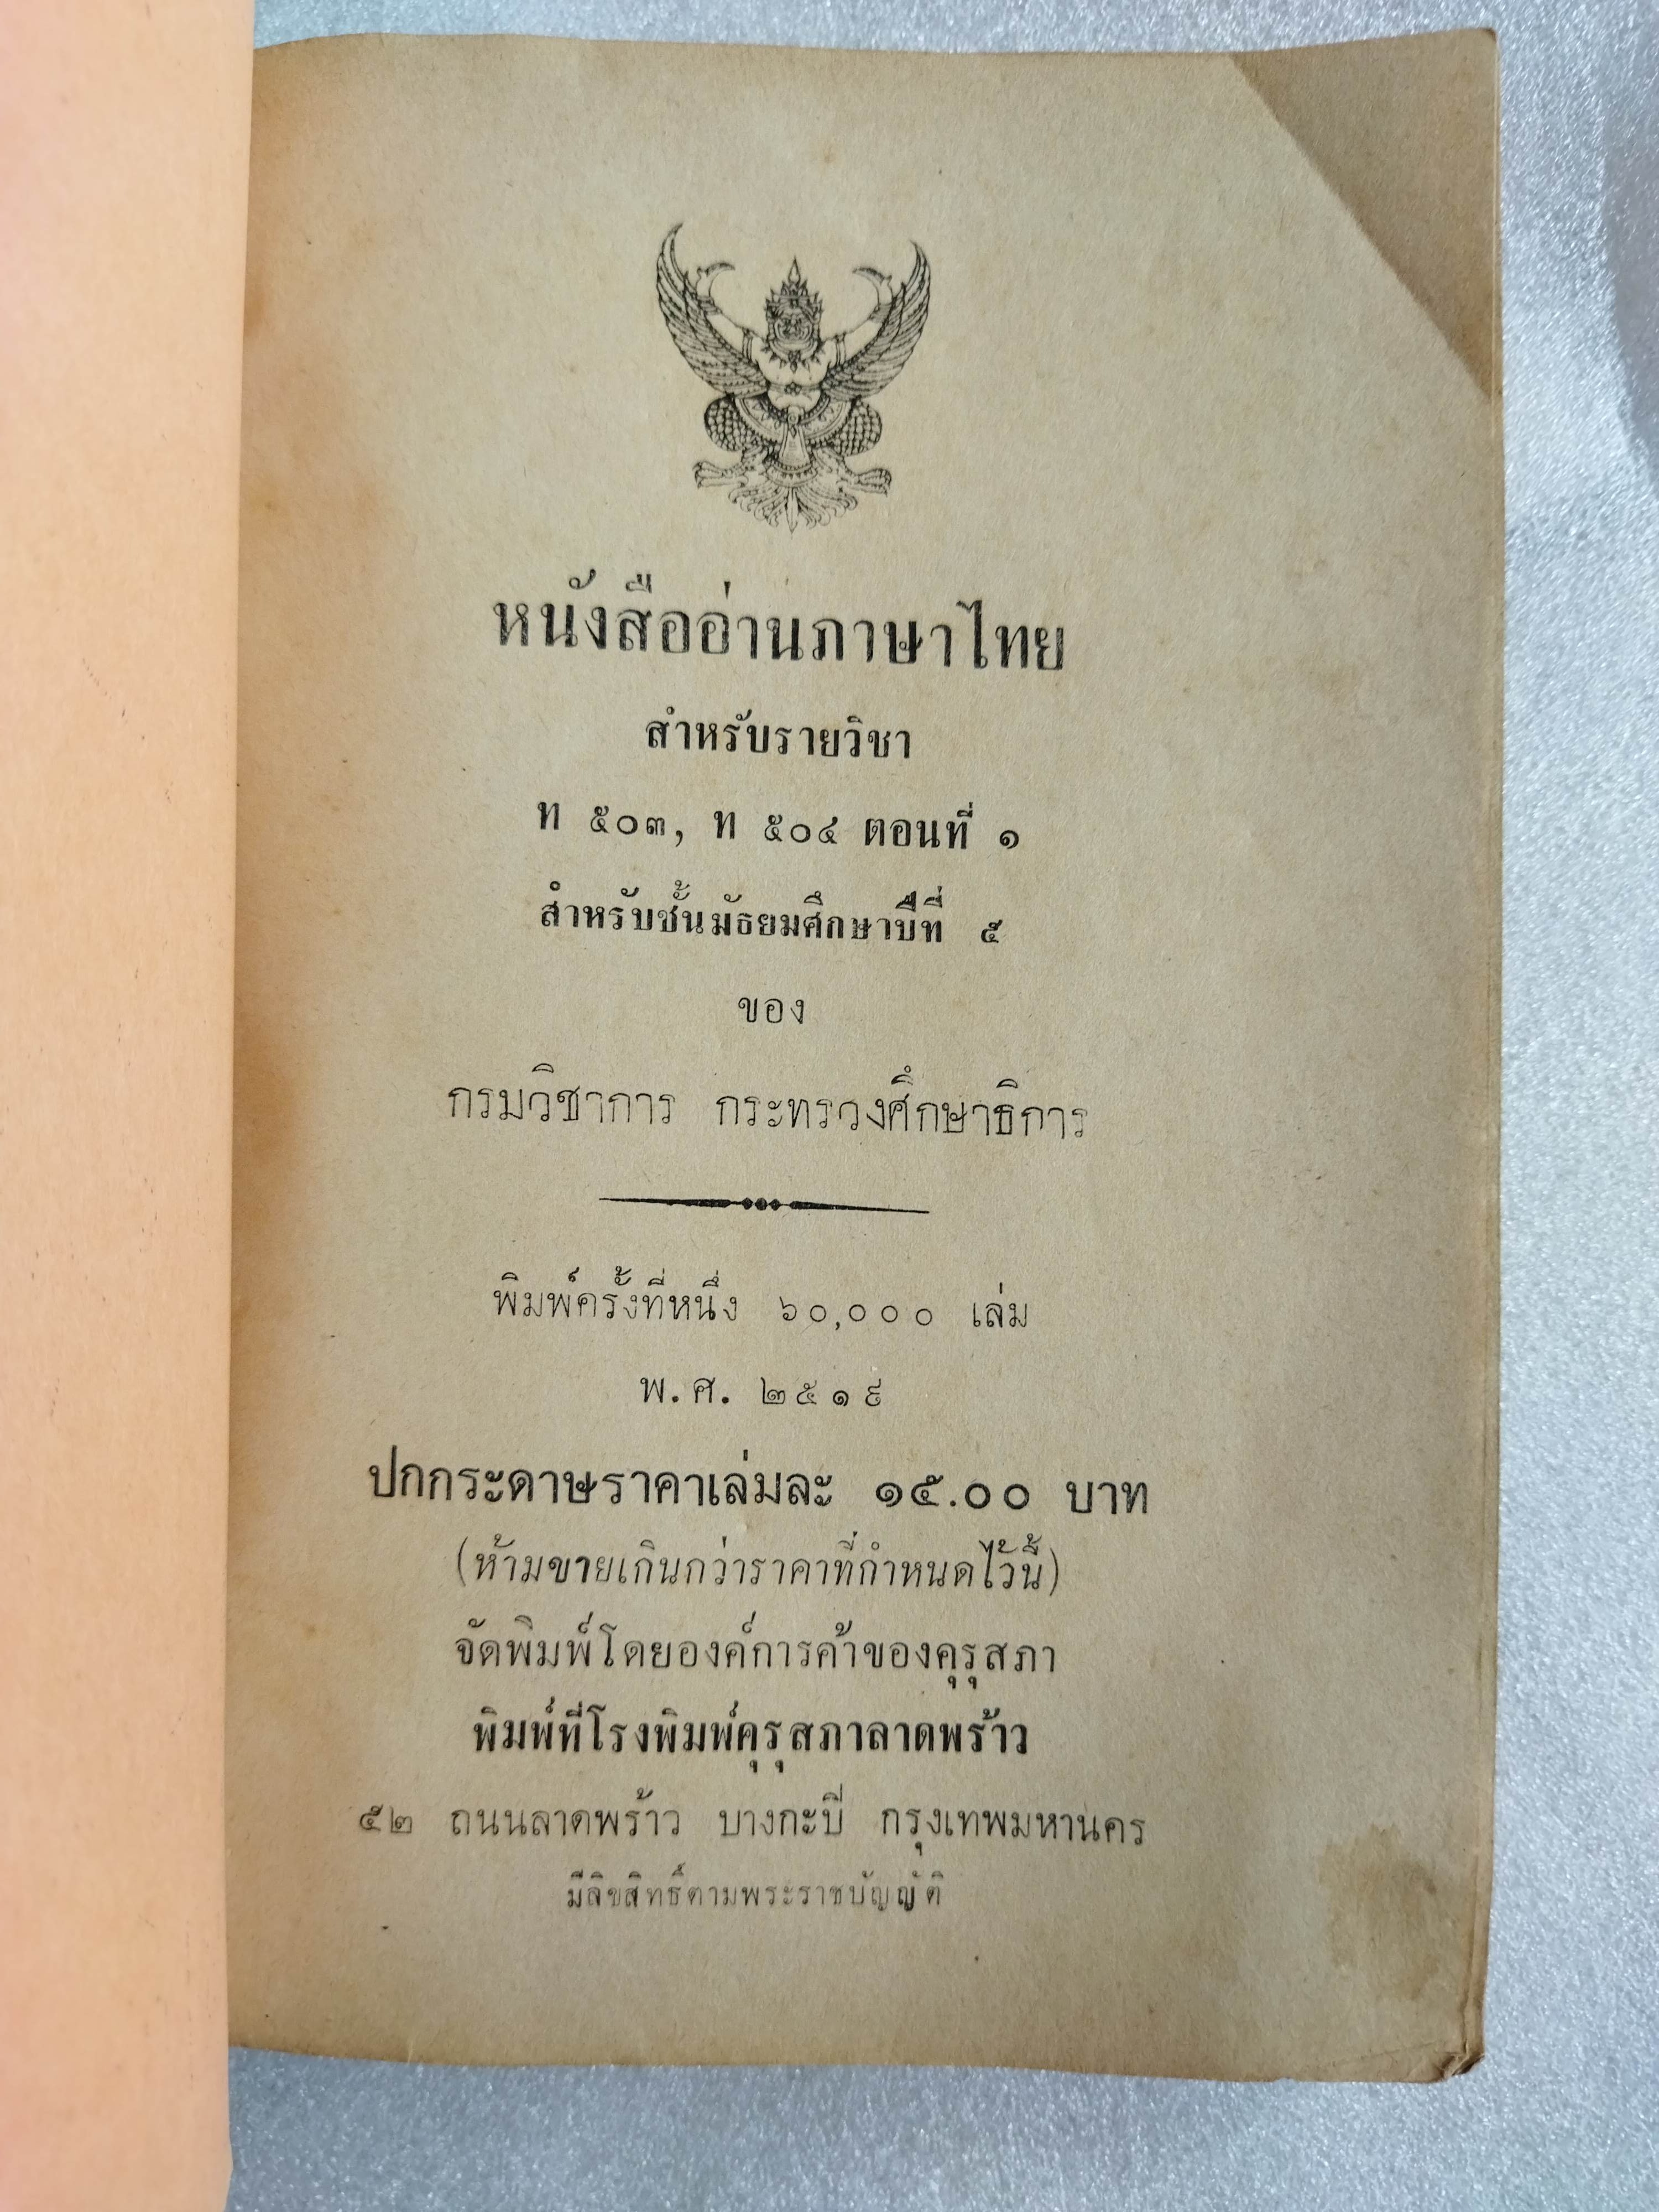 หนังสืออ่านภาษาไทย
สำหรับรายวิชา
ท ๕๐๓, ท ๕๐๔ ตอนที่ ๑
สำหรับชั้นมัธยมศึกษาปีที่ ๕
ของ
กรมวิชาการ กระทรวงศึกษาธิการ
พิมพ์ครั้งที่หนึ่ง ๖๐,๐๐๐ เล่ม
พ.ศ. ๒๕๑๙
ปกกระดาษราคาเล่มละ ๑๕.๐๐ บาท
(ห้ามขายเกินกว่าราคาที่กำหนดไว้นี้)
จัดพิมพ์โดยองค์การค้าของคุรุสภา
พิมพ์ที่โรงพิมพ์คุรุสภาลาดพร้าว
๕๒ ถนนลาดพร้าว บางกะปี กรุงเทพมหานคร
มีลิขสิทธิ์ตามพระราชบัญญัติ